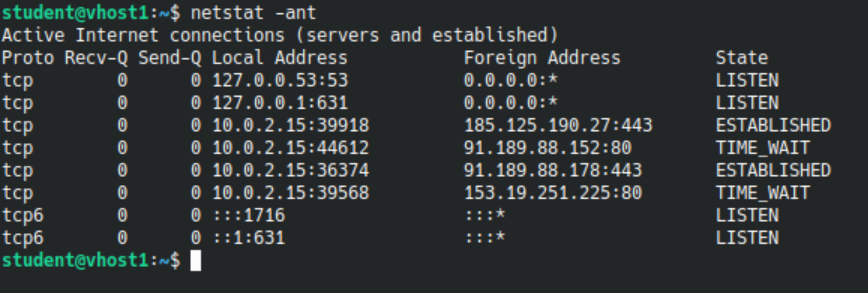 student@vhost1:~$ netstat -ant
Active Internet connections (servers and established)
Proto Recv-Q Send-Q Local Address           Foreign Address         State
tcp        0      0 127.0.0.53:53           0.0.0.0:*               LISTEN
tcp        0      0 127.0.0.1:631           0.0.0.0:*               LISTEN
tcp        0      0 10.0.2.15:39918         185.125.190.27:443      ESTABLISHED
tcp        0      0 10.0.2.15:44612         91.189.88.152:80        TIME_WAIT
tcp        0      0 10.0.2.15:36374         91.189.88.178:443       ESTABLISHED
tcp        0      0 10.0.2.15:39568         153.19.251.225:80       TIME_WAIT
tcp6       0      0 :::1716                 :::*                    LISTEN
tcp6       0      0 ::1:631                 :::*                    LISTEN
student@vhost1:~$